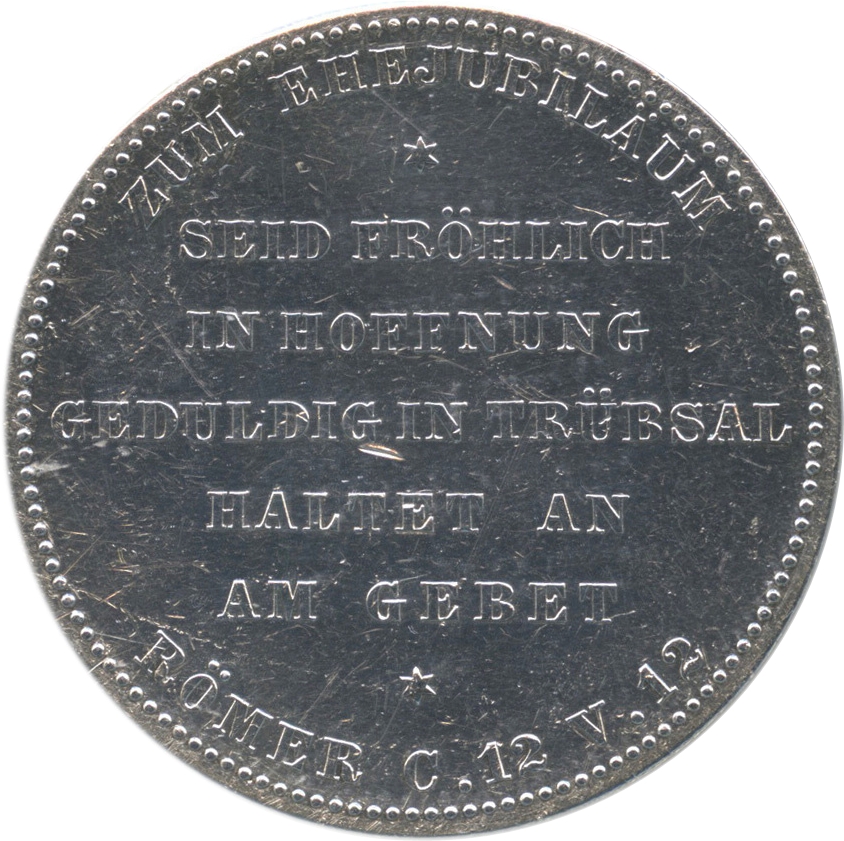 ZUM EHEJUBILÄUM
SEID FRÖHLICH
IN HOFFNUNG
GEDULDIG IN TRÜBSAL
HALTET AN
AM GEBET
RÖMER C. 12 V. 12